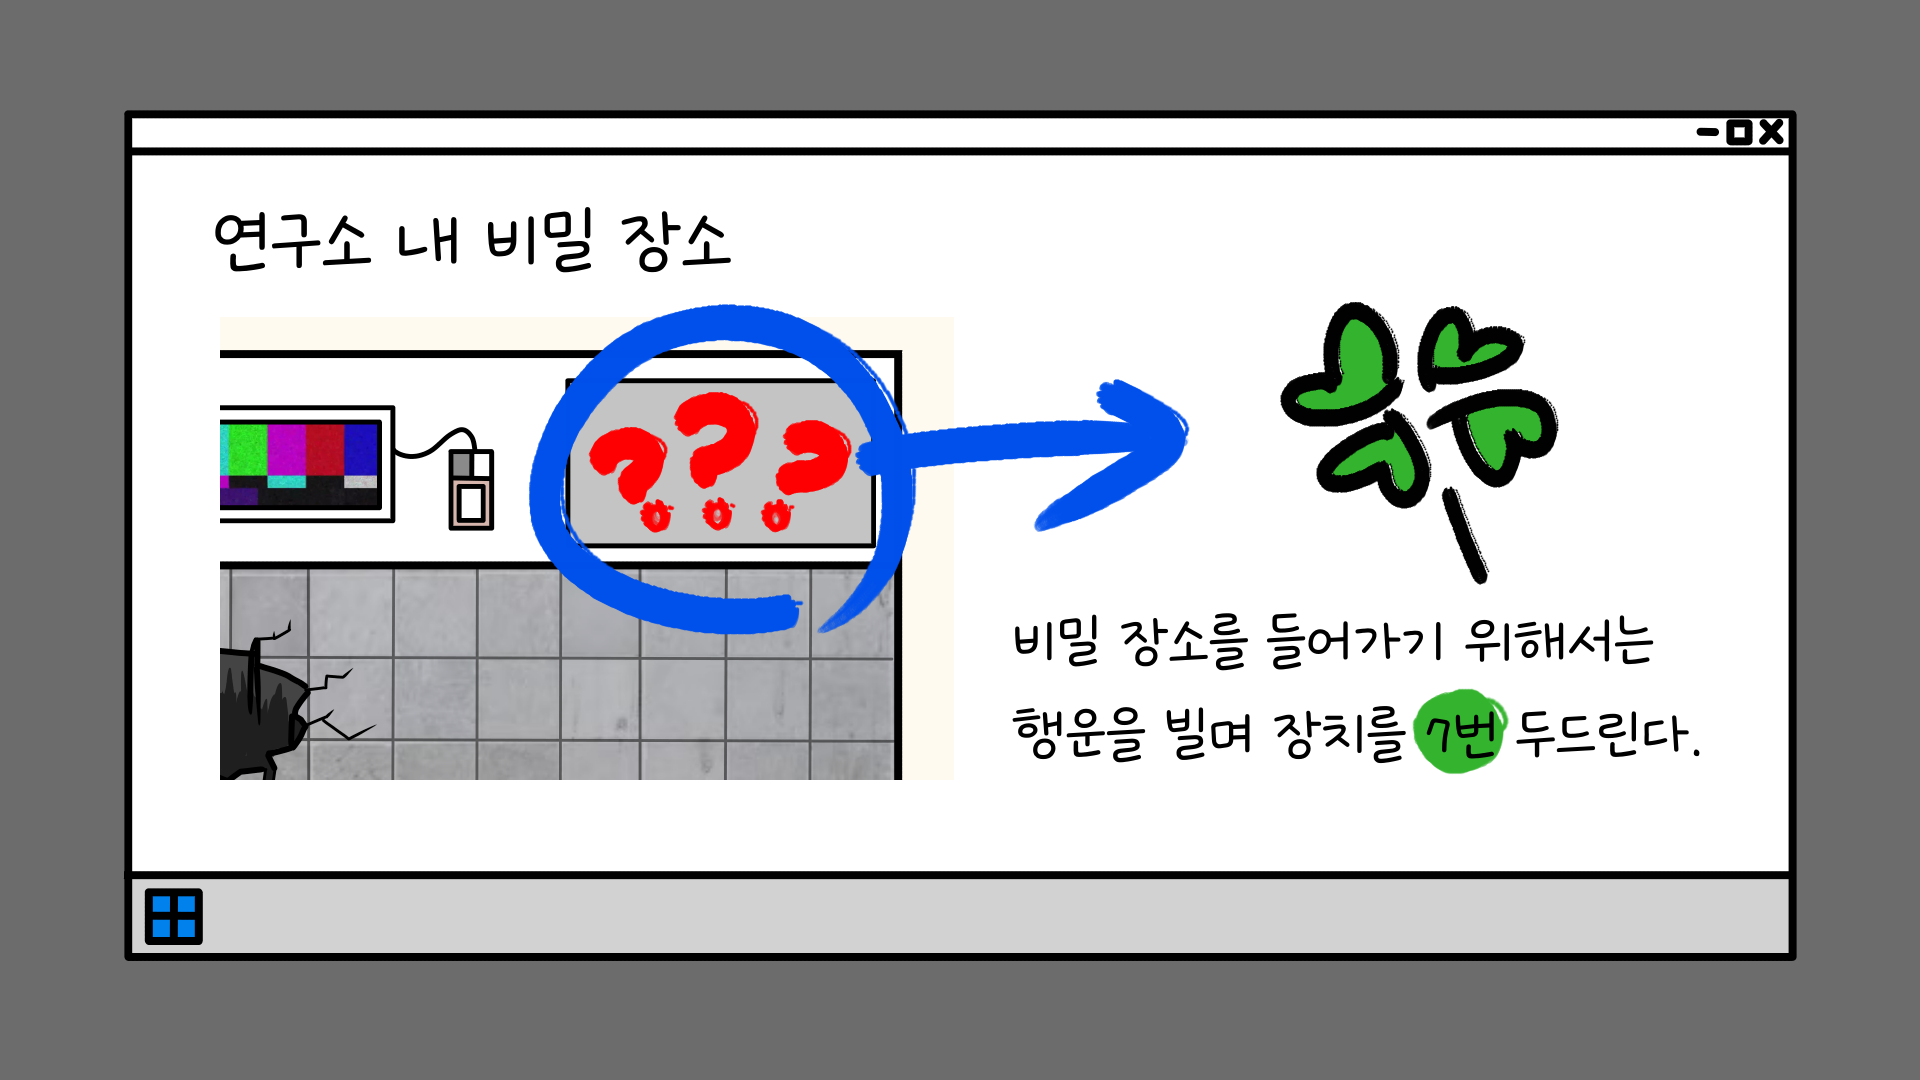 연구소 내 비밀 장소
???
비밀 장소를 들어가기 위해서는
행운을 빌며 장치를 7번 두드린다.